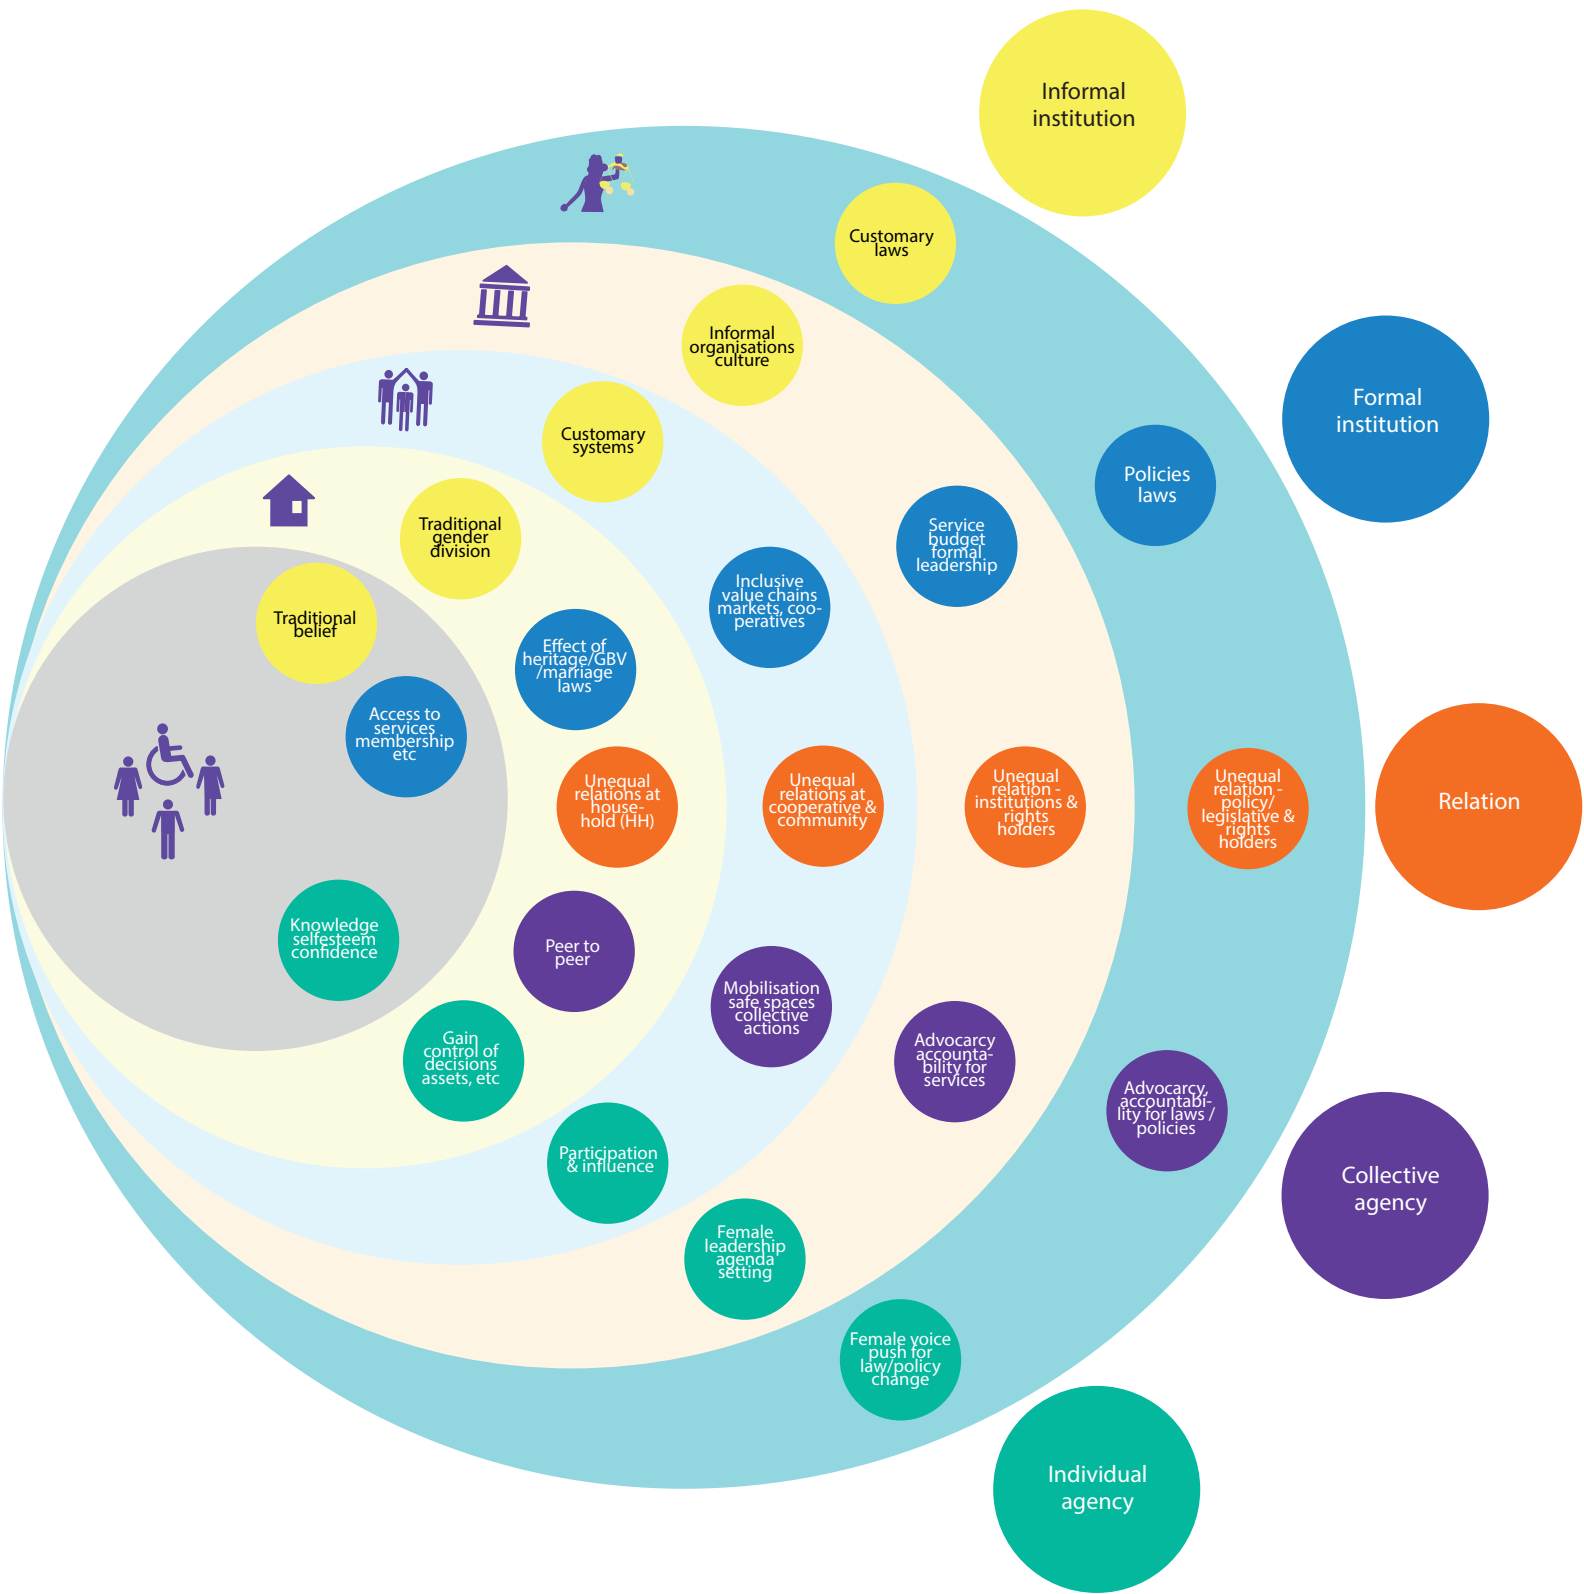 Informal
institution
Customary
laws
Informal
organisations
culture
Customary
systems
Traditional
gender
division
Traditional
belief
Formal
institution
Policies
laws
Service
budget
formal
leadership
Inclusive
value chains
markets, coo-
peratives
Effect of
heritage/GBV
/marriage
laws
Access to
services
membership
etc
Relation
Unequal
relation -
policy/
legislative &
rights
holders
Unequal
relation -
institutions &
rights
holders
Unequal
relations at
cooperative &
community
Unequal
relations at
house-
hold (HH)
Collective
agency
Advocarcy,
accountabi-
lity for laws /
policies
Advocarcy
accounta-
bility for
services
Mobilisation
safe spaces
collective
actions
Peer to
peer
Knowledge
selfesteem
confidence
Gain
control of
decisions
assets, etc
Participation
& influence
Female
leadership
agenda
setting
Female voice
push for
law/policy
change
Individual
agency